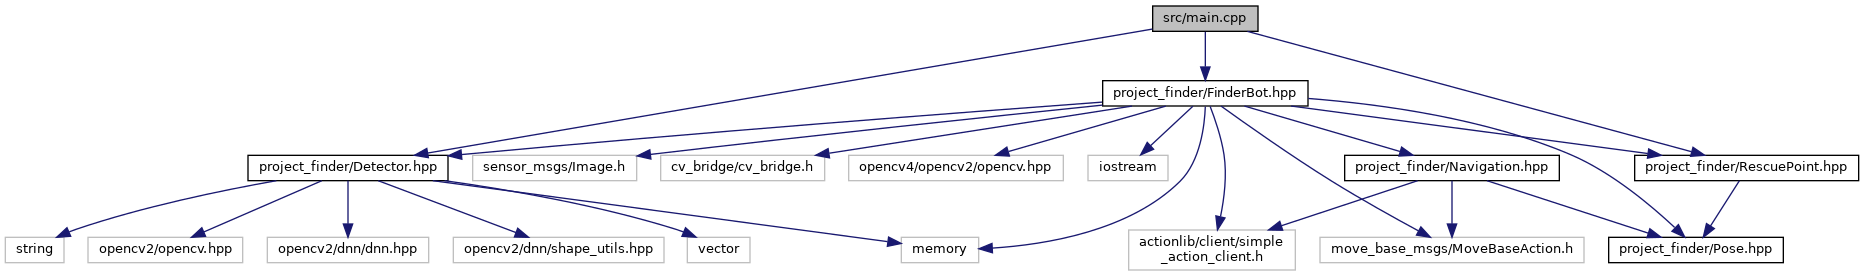 src/main.cpp
project_finder/FinderBot.hpp
project_finder/Detector.hpp
sensor_msgs/Image.h
cv_bridge/cv_bridge.h
opencv4/opencv2/opencv.hpp
iostream
project_finder/Navigation.hpp
project_finder/RescuePoint.hpp
string
opencv2/opencv.hpp
opencv2/dnn/dnn.hpp
opencv2/dnn/shape_utils.hpp
vector
memory
actionlib/client/simple
_action_client.h
move_base_msgs/MoveBaseAction.h
project_finder/Pose.hpp